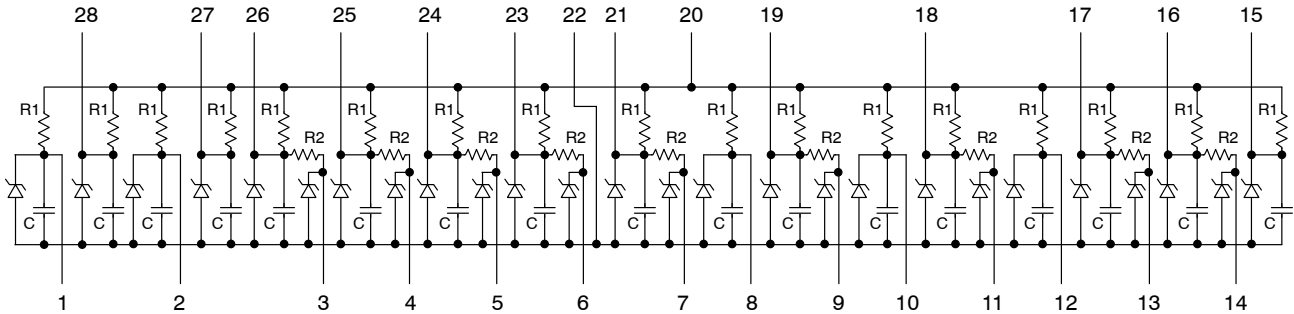 28 27 26 25 24 23 22 21 20 19 18 17 16 15
R1 R1 R1 R1 R1 R1 R1 R1 R1 R1 R1 R1 R1 R1 R1 R1 R1
R2 R2 R2 R2 R2 R2 R2 R2 R2
C C C C C C C C C C C C C C C C C
1 2 3 4 5 6 7 8 9 10 11 12 13 14